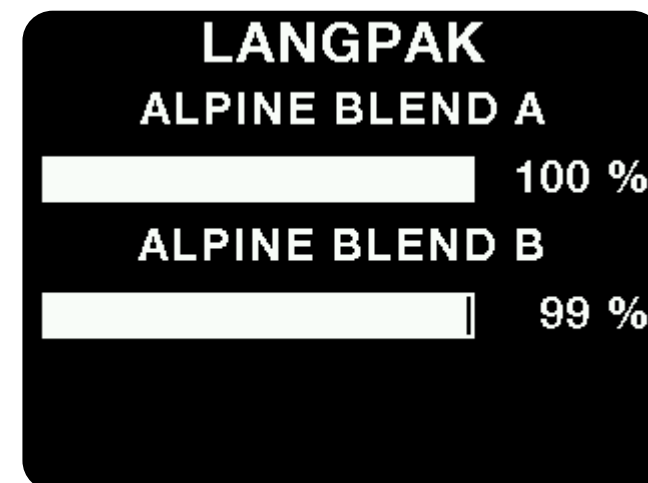 LANGPAK
ALPINE BLEND A
100 %
ALPINE BLEND B
99 %